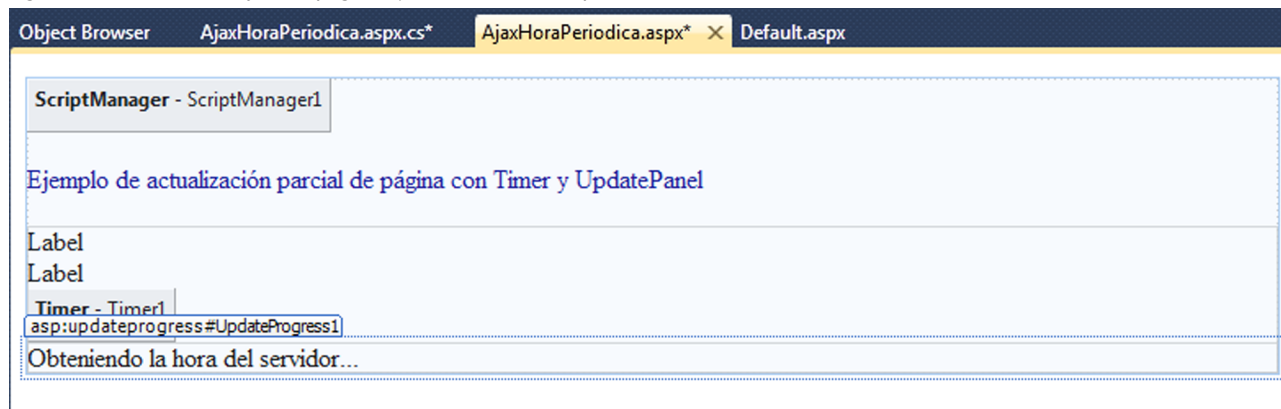 Object Browser AjaxHoraPeriodica.aspx.cs* AjaxHoraPeriodica.aspx* × Default.aspx
ScriptManager - ScriptManager1
Ejemplo de actualización parcial de página con Timer y UpdatePanel
Label
Label
Timer - Timer1
asp:updateprogress#UpdateProgress1
Obteniendo la hora del servidor...